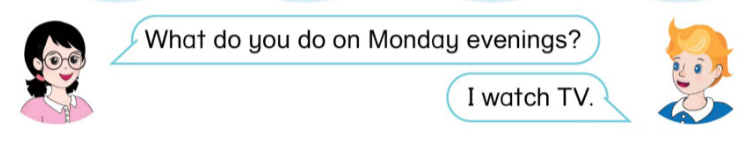 What do you do on Monday evenings?
I watch TV.